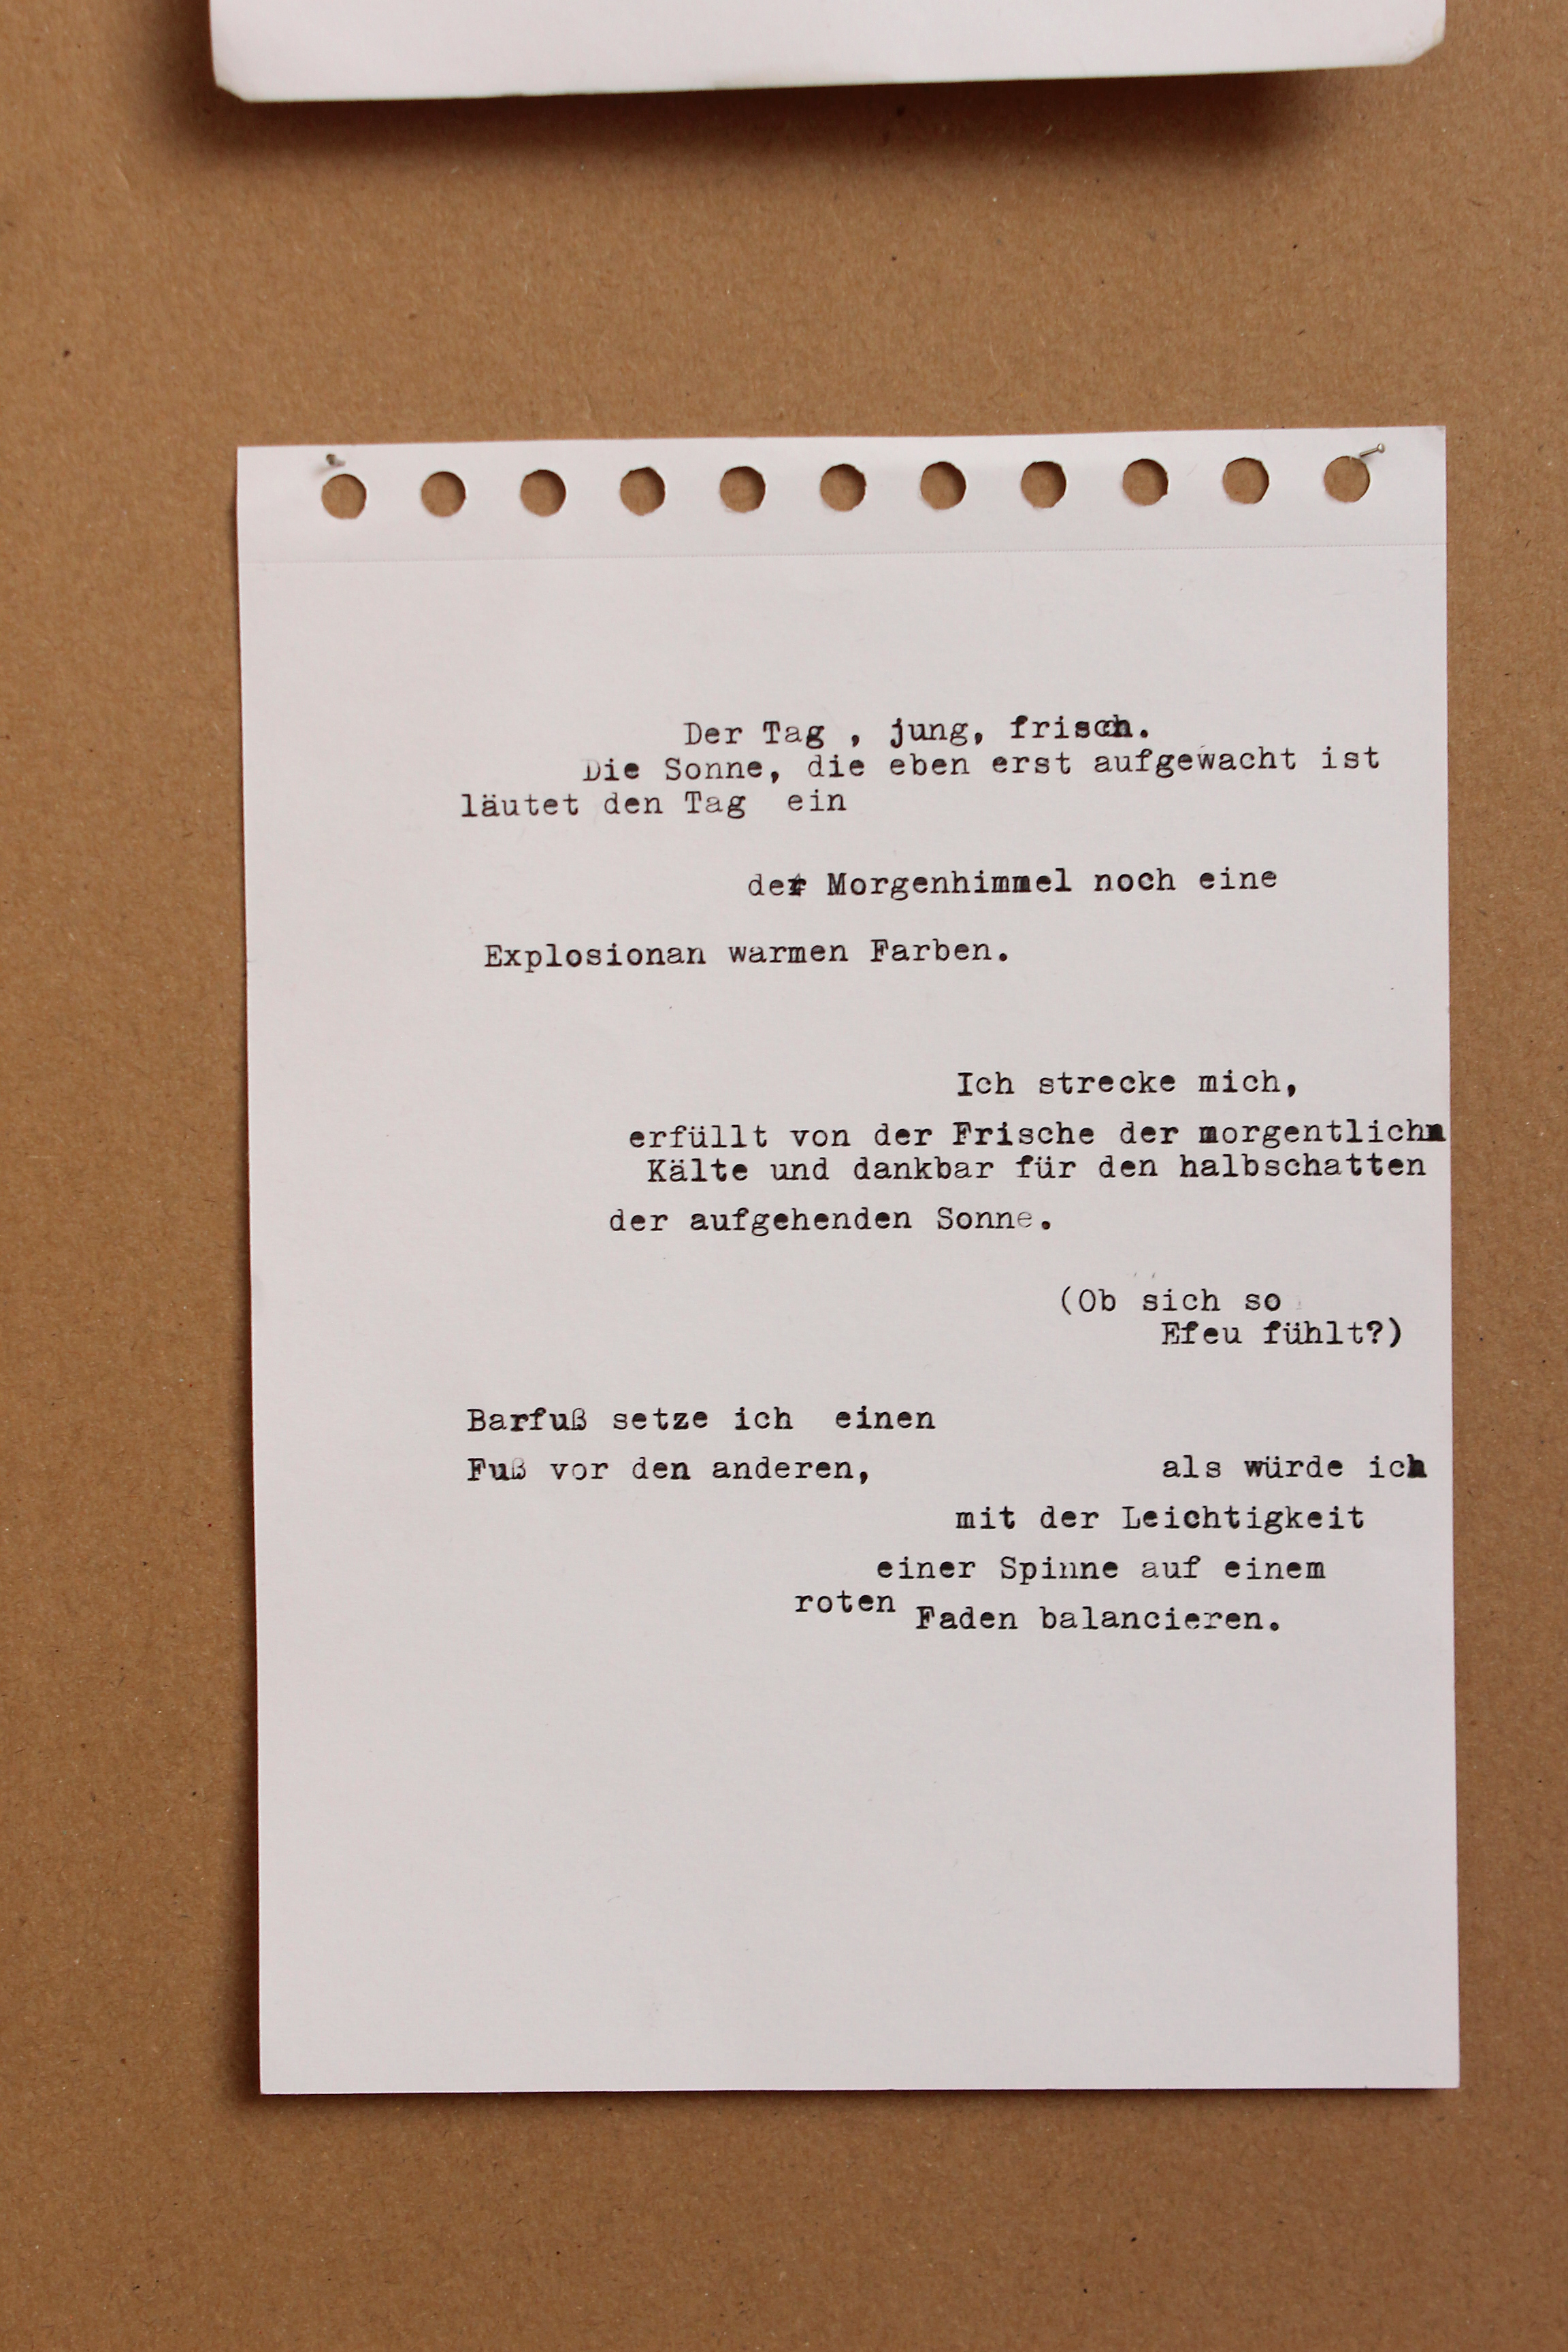 Der Tag , jung, frisch.
Die Sonne, die eben erst aufgewacht ist
läutet den Tag ein
der Morgenhimmel noch eine
Explosionan warmen Farben.
Ich strecke mich,
erfüllt von der Frische der morgentlichn
Kälte und dankbar für den halbschatten
der aufgehenden Sonne.
(Ob sich so
Efeu fühlt?)
Barfuß setze ich einen
Fuß vor den anderen, als würde ich
mit der Leichtigkeit
einer Spinne auf einem
roten Faden balancieren.